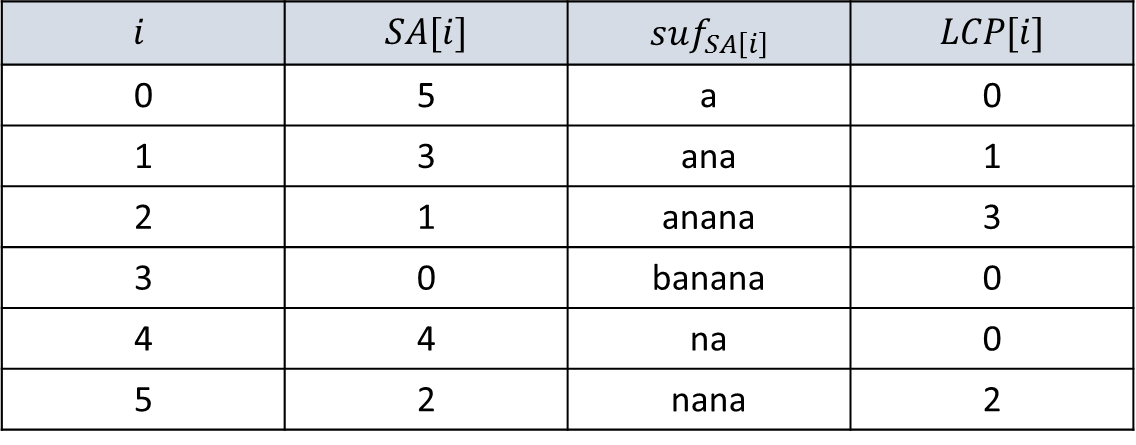 i SA[i] suf_SA[i] LCP[i]
0 5 a 0
1 3 ana 1
2 1 anana 3
3 0 banana 0
4 4 na 0
5 2 nana 2